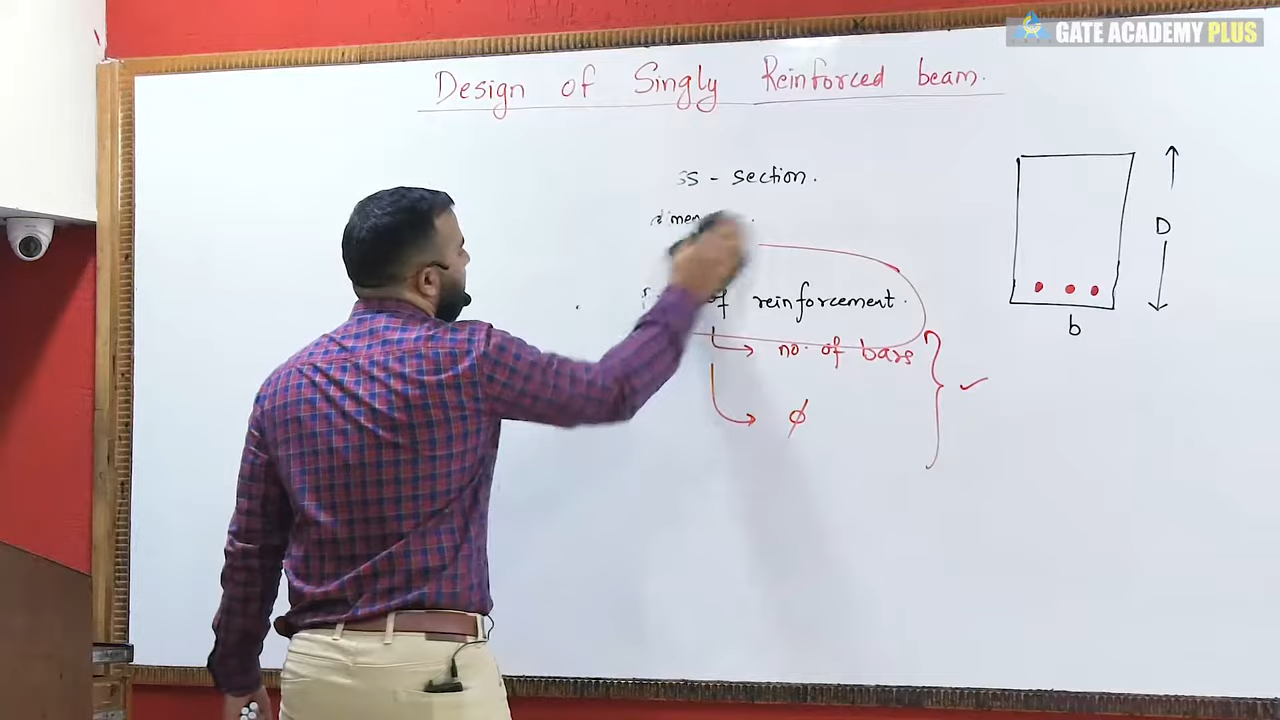 GATE ACADEMY PLUS
Design of Singly Reinforced beam.
ss - section.
D
of reinforcement.
b
no. of bars
φ